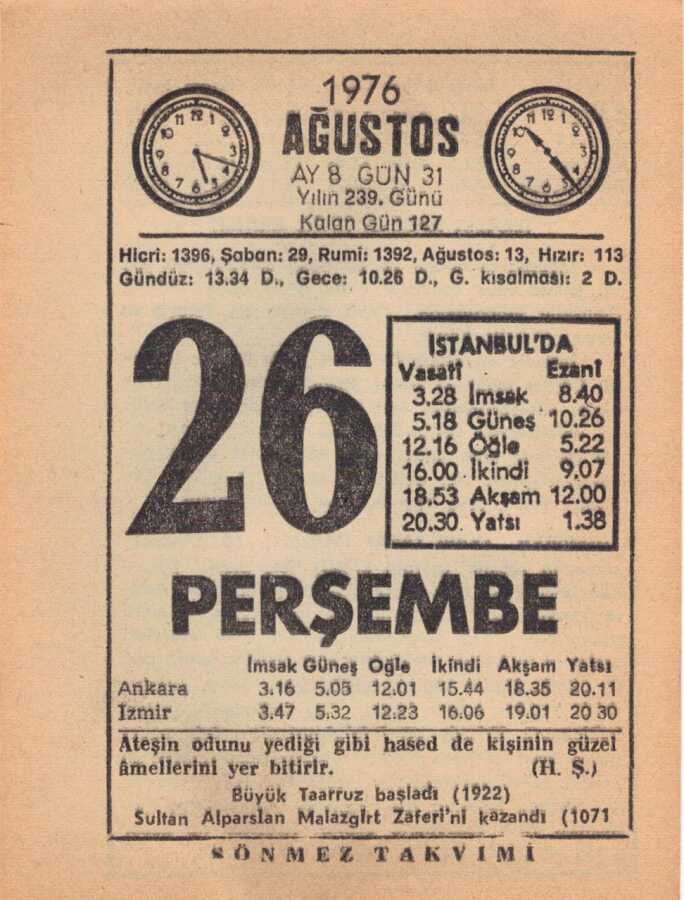 1976
AĞUSTOS
AY 8 GÜN 31
Yılın 239. Günü
Kalan Gün 127
Hicri: 1396, Şaban: 29, Rumi: 1392, Ağustos: 13, Hızır: 113
Gündüz: 13.34 D., Gece: 10.26 D., G. kısalması: 2 D.
26
İSTANBUL'DA
Vasatî Ezanî
3.28 İmsak 8.40
5.18 Güneş 10.26
12.16 Öğle 5.22
16.00 İkindi 9.07
18.53 Akşam 12.00
20.30 Yatsı 1.38
PERŞEMBE
İmsak Güneş Öğle İkindi Akşam Yatsı
Ankara 3.16 5.05 12.01 15.44 18.35 20.11
İzmir 3.47 5.32 12.23 16.06 19.01 20 30
Ateşin odunu yediği gibi hased de kişinin güzel
âmellerini yer bitirir. (H. Ş.)
Büyük Taarruz başladı (1922)
Sultan Alparslan Malazgirt Zaferi'ni kazandı (1071
SÖNMEZ TAKVİMİ